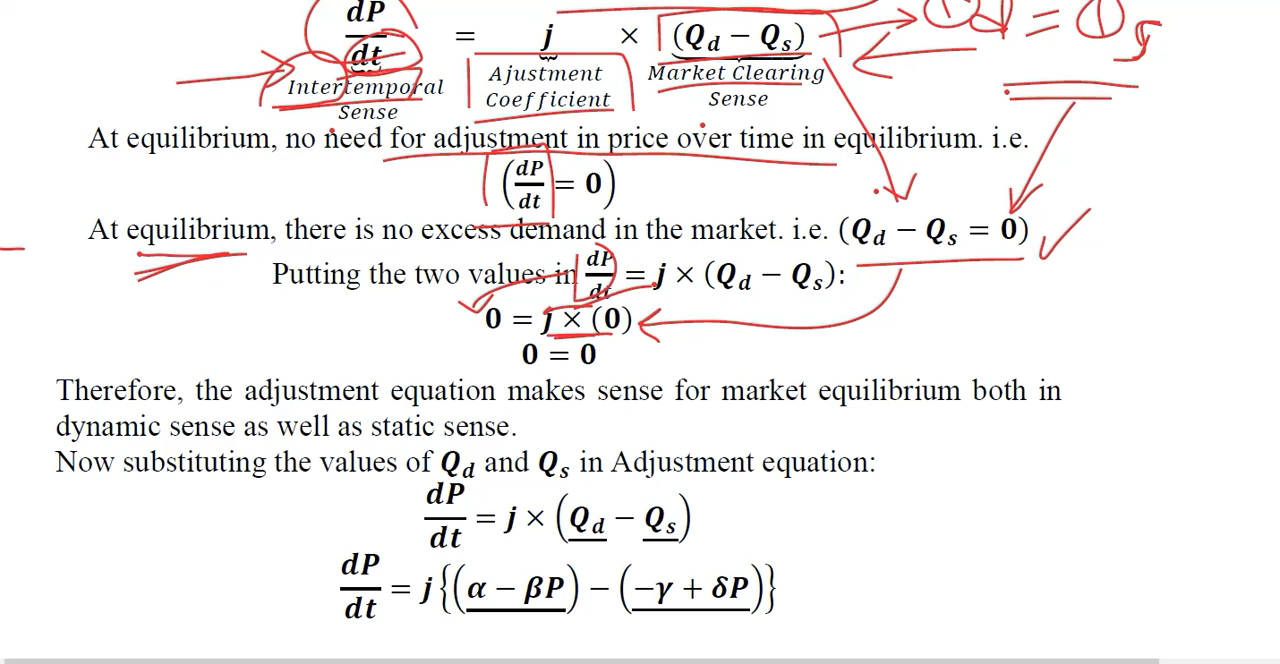 dP/dt = j × (Q_d − Q_s) Q_d = Q_s
Intertemporal Sense Ajustment Coefficient Market Clearing Sense
At equilibrium, no need for adjustment in price over time in equilibrium. i.e.
(dP/dt = 0)
At equilibrium, there is no excess demand in the market. i.e. (Q_d − Q_s = 0)
Putting the two values in dP/dt = j × (Q_d − Q_s):
0 = j × (0)
0 = 0
Therefore, the adjustment equation makes sense for market equilibrium both in
dynamic sense as well as static sense.
Now substituting the values of Q_d and Q_s in Adjustment equation:
dP/dt = j × (Q_d − Q_s)
dP/dt = j{(α − βP) − (−γ + δP)}